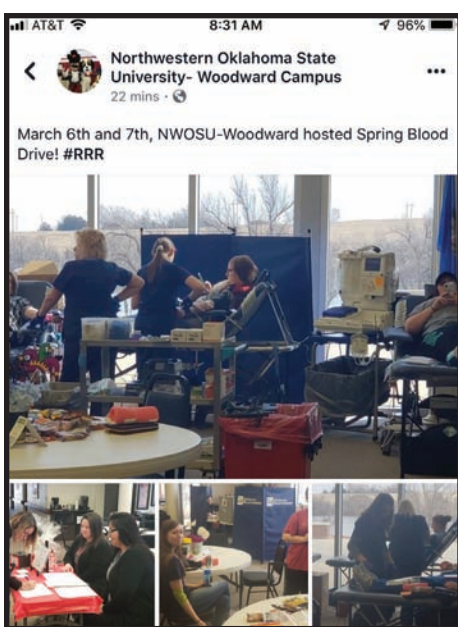 AT&T 8:31 AM 96%
Northwestern Oklahoma State
University- Woodward Campus
22 mins ·
March 6th and 7th, NWOSU-Woodward hosted Spring Blood
Drive! #RRR